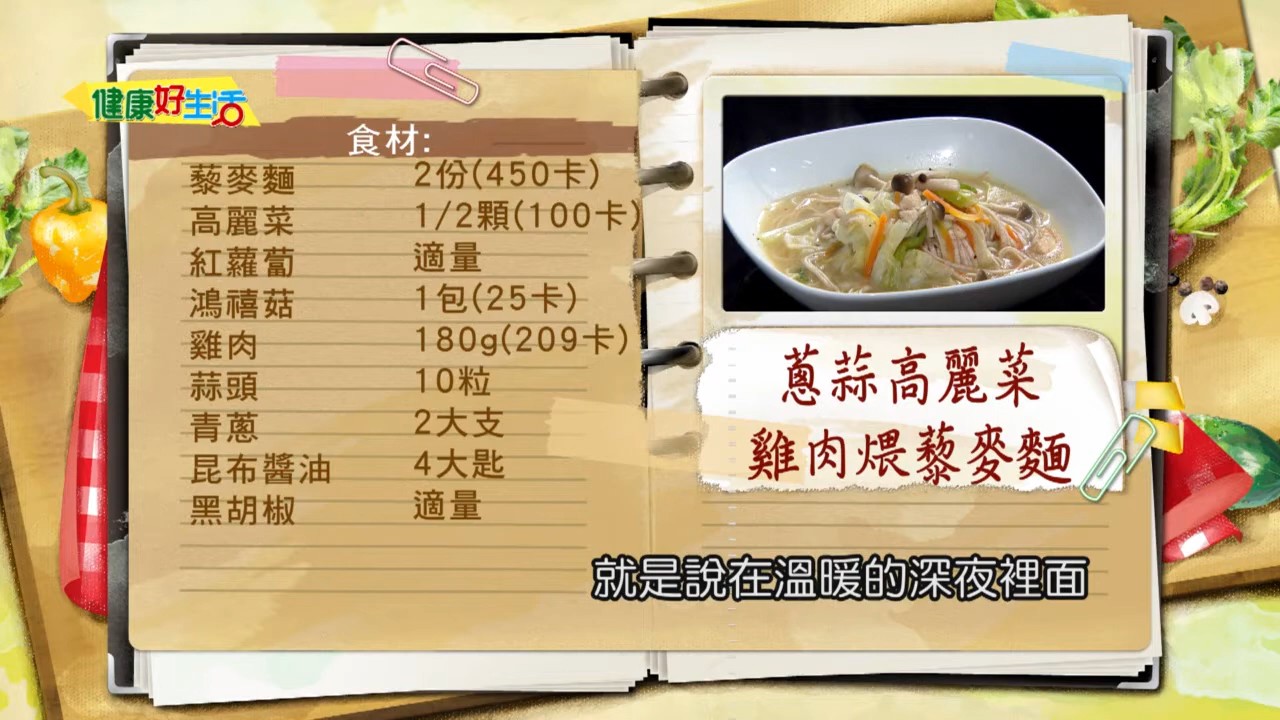 健康好生活
食材:
藜麥麵 2份(450卡)
高麗菜 1/2顆(100卡)
紅蘿蔔 適量
鴻禧菇 1包(25卡)
雞肉 180g(209卡)
蒜頭 10粒
青蔥 2大支
昆布醬油 4大匙
黑胡椒 適量
蔥蒜高麗菜
雞肉煨藜麥麵
就是說在溫暖的深夜裡面